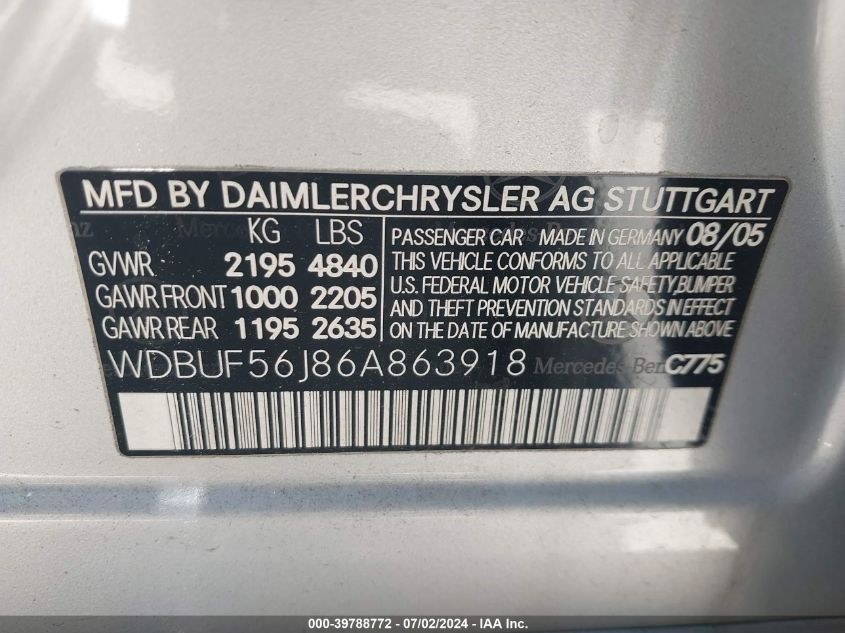 MFD BY DAIMLERCHRYSLER AG STUTTGART
KG LBS
GVWR 2195 4840
GAWR FRONT 1000 2205
GAWR REAR 1195 2635
PASSENGER CAR MADE IN GERMANY 08/05
THIS VEHICLE CONFORMS TO ALL APPLICABLE
U.S. FEDERAL MOTOR VEHICLE SAFETY, BUMPER
AND THEFT PREVENTION STANDARDS IN EFFECT
ON THE DATE OF MANUFACTURE SHOWN ABOVE
WDBUF56J86A863918 Mercedes-Benz C775
000-39788772 - 07/02/2024 - IAA Inc.